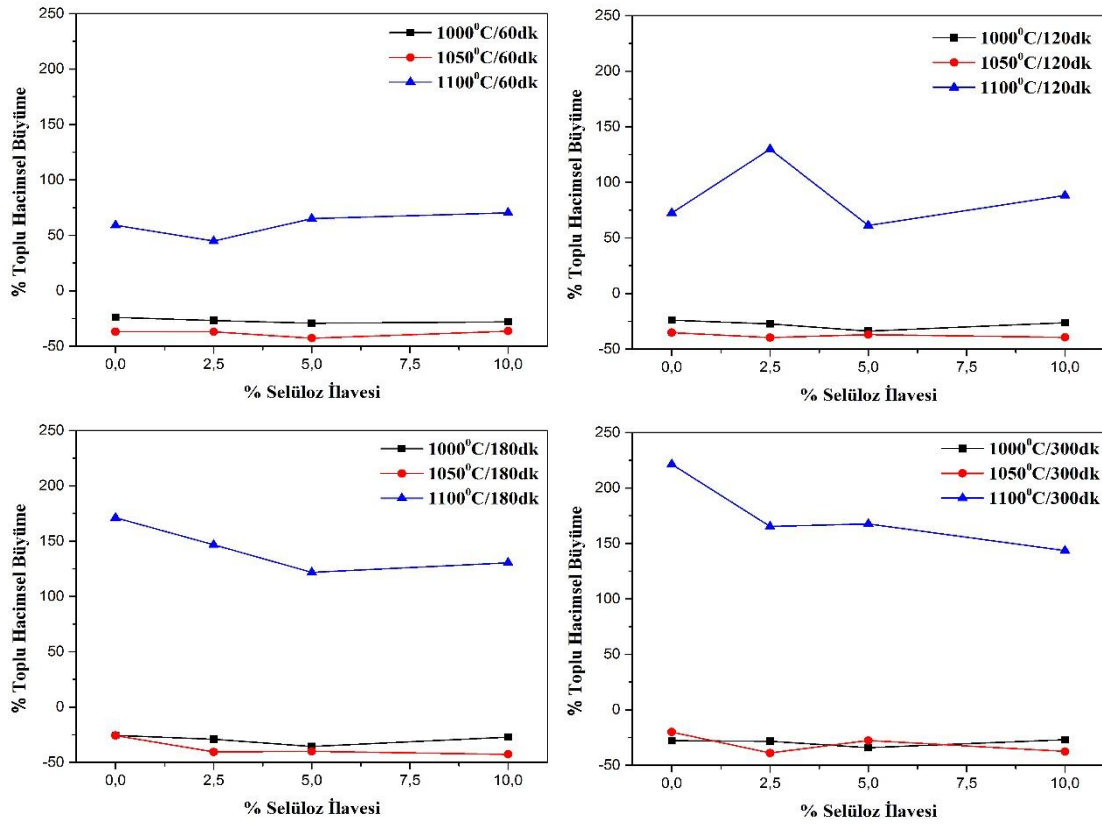 250
200
150
100
50
0
-50
% Toplu Hacimsel Büyüme
1000⁰C/60dk
1050⁰C/60dk
1100⁰C/60dk
0,0 2,5 5,0 7,5 10,0
% Selüloz İlavesi
250
200
150
100
50
0
-50
% Toplu Hacimsel Büyüme
1000⁰C/120dk
1050⁰C/120dk
1100⁰C/120dk
0,0 2,5 5,0 7,5 10,0
% Selüloz İlavesi
250
200
150
100
50
0
-50
% Toplu Hacimsel Büyüme
1000⁰C/180dk
1050⁰C/180dk
1100⁰C/180dk
0,0 2,5 5,0 7,5 10,0
% Selüloz İlavesi
250
200
150
100
50
0
-50
% Toplu Hacimsel Büyüme
1000⁰C/300dk
1050⁰C/300dk
1100⁰C/300dk
0,0 2,5 5,0 7,5 10,0
% Selüloz İlavesi